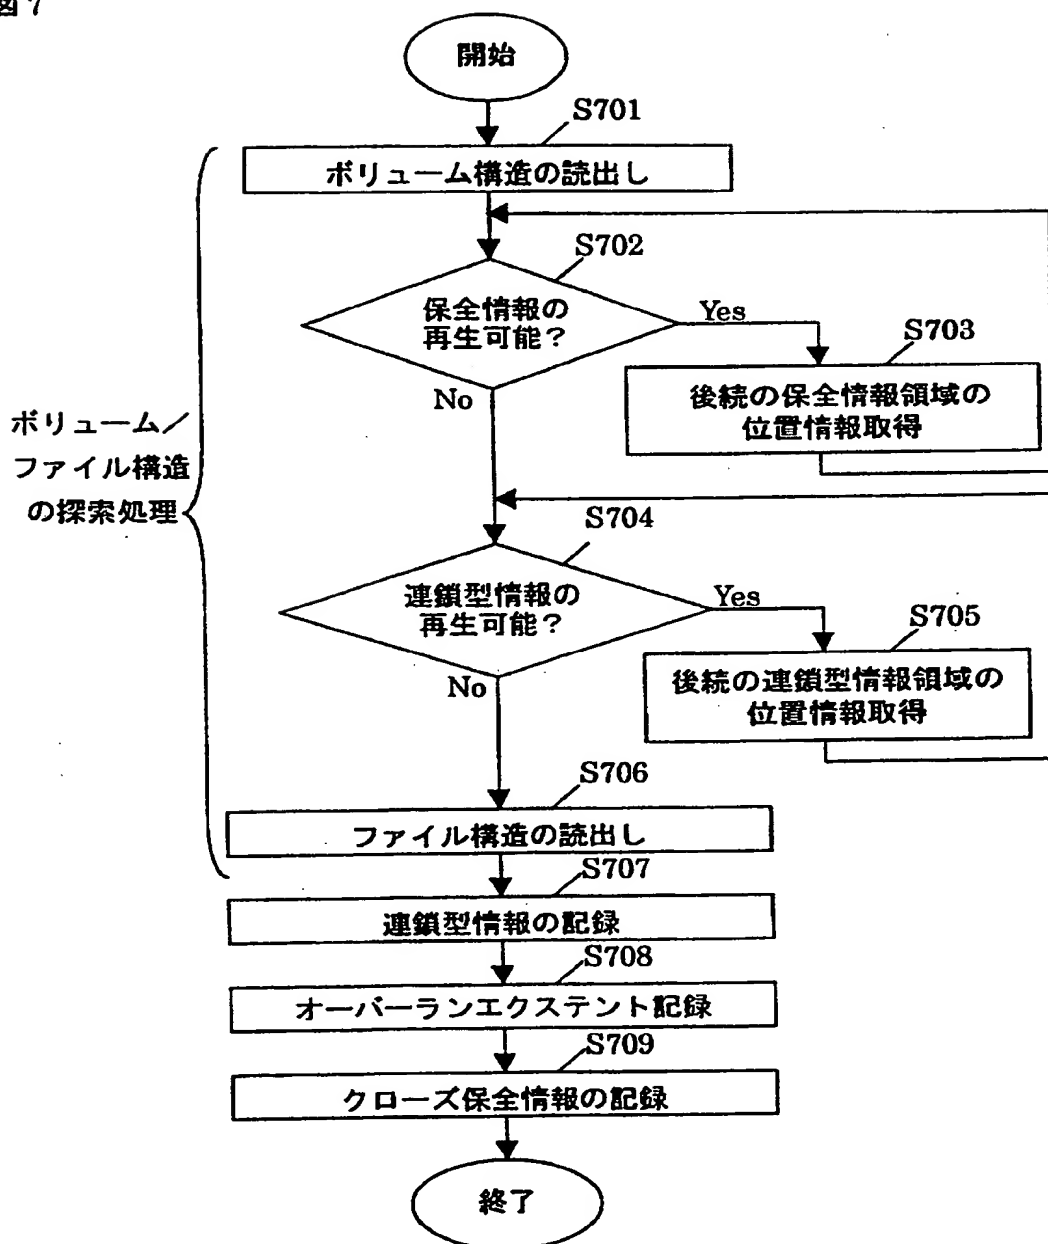 図7
開始
S701
ボリューム構造の読出し
S702
保全情報の
再生可能？
Yes
No
S703
後続の保全情報領域の
位置情報取得
ボリューム／
ファイル構造
の探索処理
S704
連鎖型情報の
再生可能？
Yes
No
S705
後続の連鎖型情報領域の
位置情報取得
S706
ファイル構造の読出し
S707
連鎖型情報の記録
S708
オーバーランエクステント記録
S709
クローズ保全情報の記録
終了